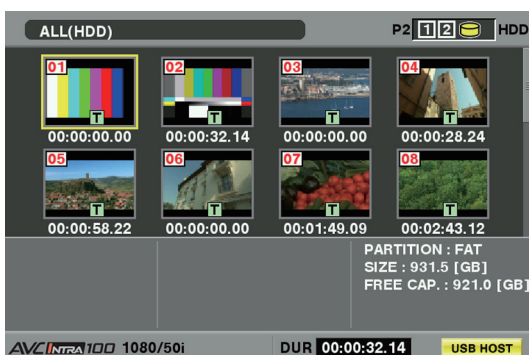 ALL(HDD)
P2 1 2 HDD
01 02 03 04
T T T T
00:00:00.00 00:00:32.14 00:00:00.00 00:00:28.24
05 06 07 08
T T T T
00:00:58.22 00:00:00.00 00:01:49.09 00:02:43.12
PARTITION : FAT
SIZE : 931.5 [GB]
FREE CAP. : 921.0 [GB]
AVC INTRA 100 1080/50i DUR 00:00:32.14 USB HOST